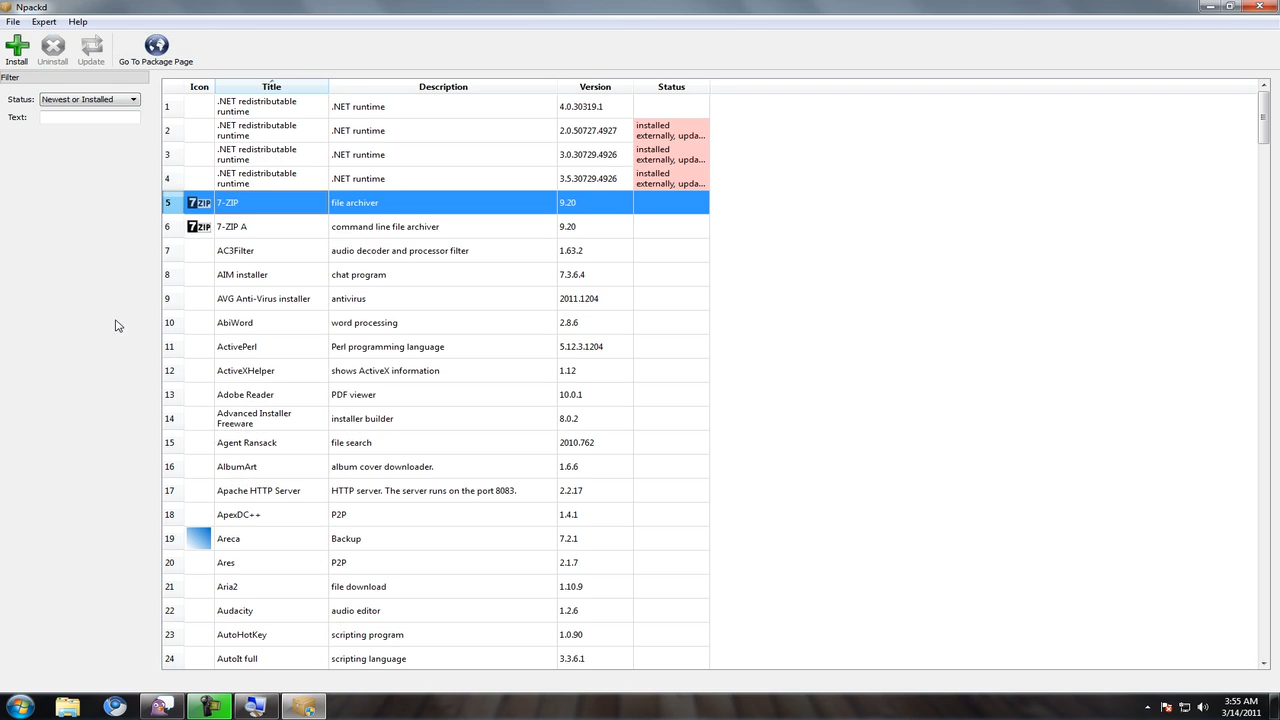 Npackd
File Expert Help
Install Uninstall Update Go To Package Page
Filter
Status: Newest or Installed
Text:
Icon Title Description Version Status
1 .NET redistributable runtime .NET runtime 4.0.30319.1
2 .NET redistributable runtime .NET runtime 2.0.50727.4927 installed externally, upda...
3 .NET redistributable runtime .NET runtime 3.0.30729.4926 installed externally, upda...
4 .NET redistributable runtime .NET runtime 3.5.30729.4926 installed externally, upda...
5 7ZIP 7-ZIP file archiver 9.20
6 7ZIP 7-ZIP A command line file archiver 9.20
7 AC3Filter audio decoder and processor filter 1.63.2
8 AIM installer chat program 7.3.6.4
9 AVG Anti-Virus installer antivirus 2011.1204
10 AbiWord word processing 2.8.6
11 ActivePerl Perl programming language 5.12.3.1204
12 ActiveXHelper shows ActiveX information 1.12
13 Adobe Reader PDF viewer 10.0.1
14 Advanced Installer Freeware installer builder 8.0.2
15 Agent Ransack file search 2010.762
16 AlbumArt album cover downloader. 1.6.6
17 Apache HTTP Server HTTP server. The server runs on the port 8083. 2.2.17
18 ApexDC++ P2P 1.4.1
19 Areca Backup 7.2.1
20 Ares P2P 2.1.7
21 Aria2 file download 1.10.9
22 Audacity audio editor 1.2.6
23 AutoHotKey scripting program 1.0.90
24 AutoIt full scripting language 3.3.6.1
3:55 AM
3/14/2011